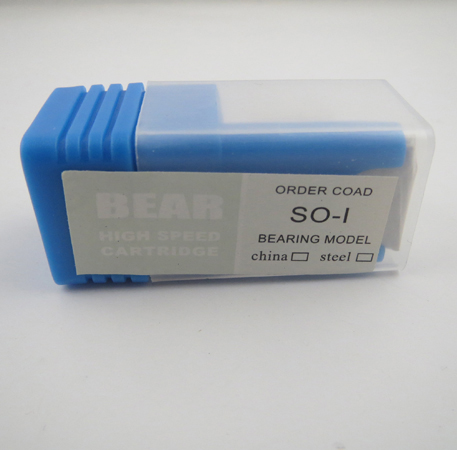 BEAR
HIGH SPEED
CARTRIDGE
ORDER COAD
SO-I
BEARING MODEL
china steel